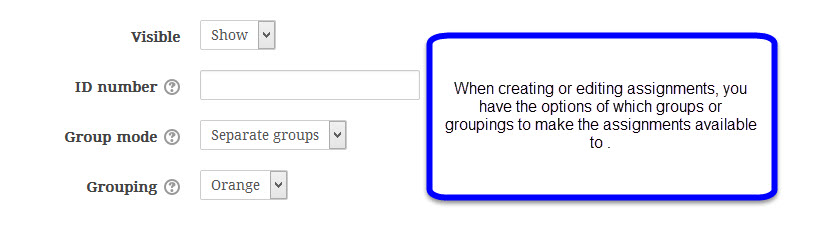 Visible Show
ID number
Group mode Separate groups
Grouping Orange
When creating or editing assignments, you
have the options of which groups or
groupings to make the assignments available
to .